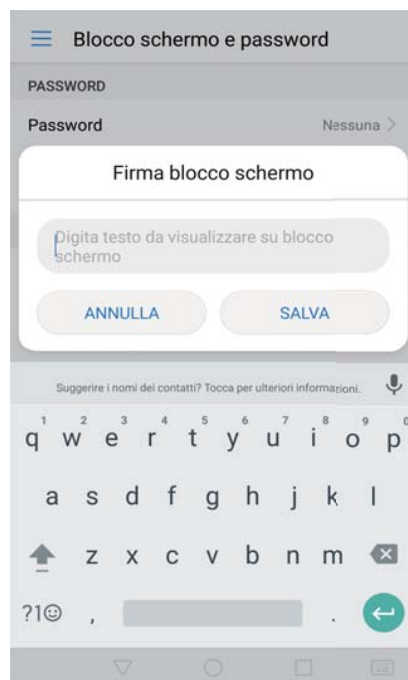 Blocco schermo e password
PASSWORD
Password Nessuna >
Firma blocco schermo
Digita testo da visualizzare su blocco
schermo
ANNULLA SALVA
Suggerire i nomi dei contatti? Tocca per ulteriori informazioni.
1 2 3 4 5 6 7 8 9 0
q w e r t y u i o p
a s d f g h j k l
z x c v b n m
?1☺ , .